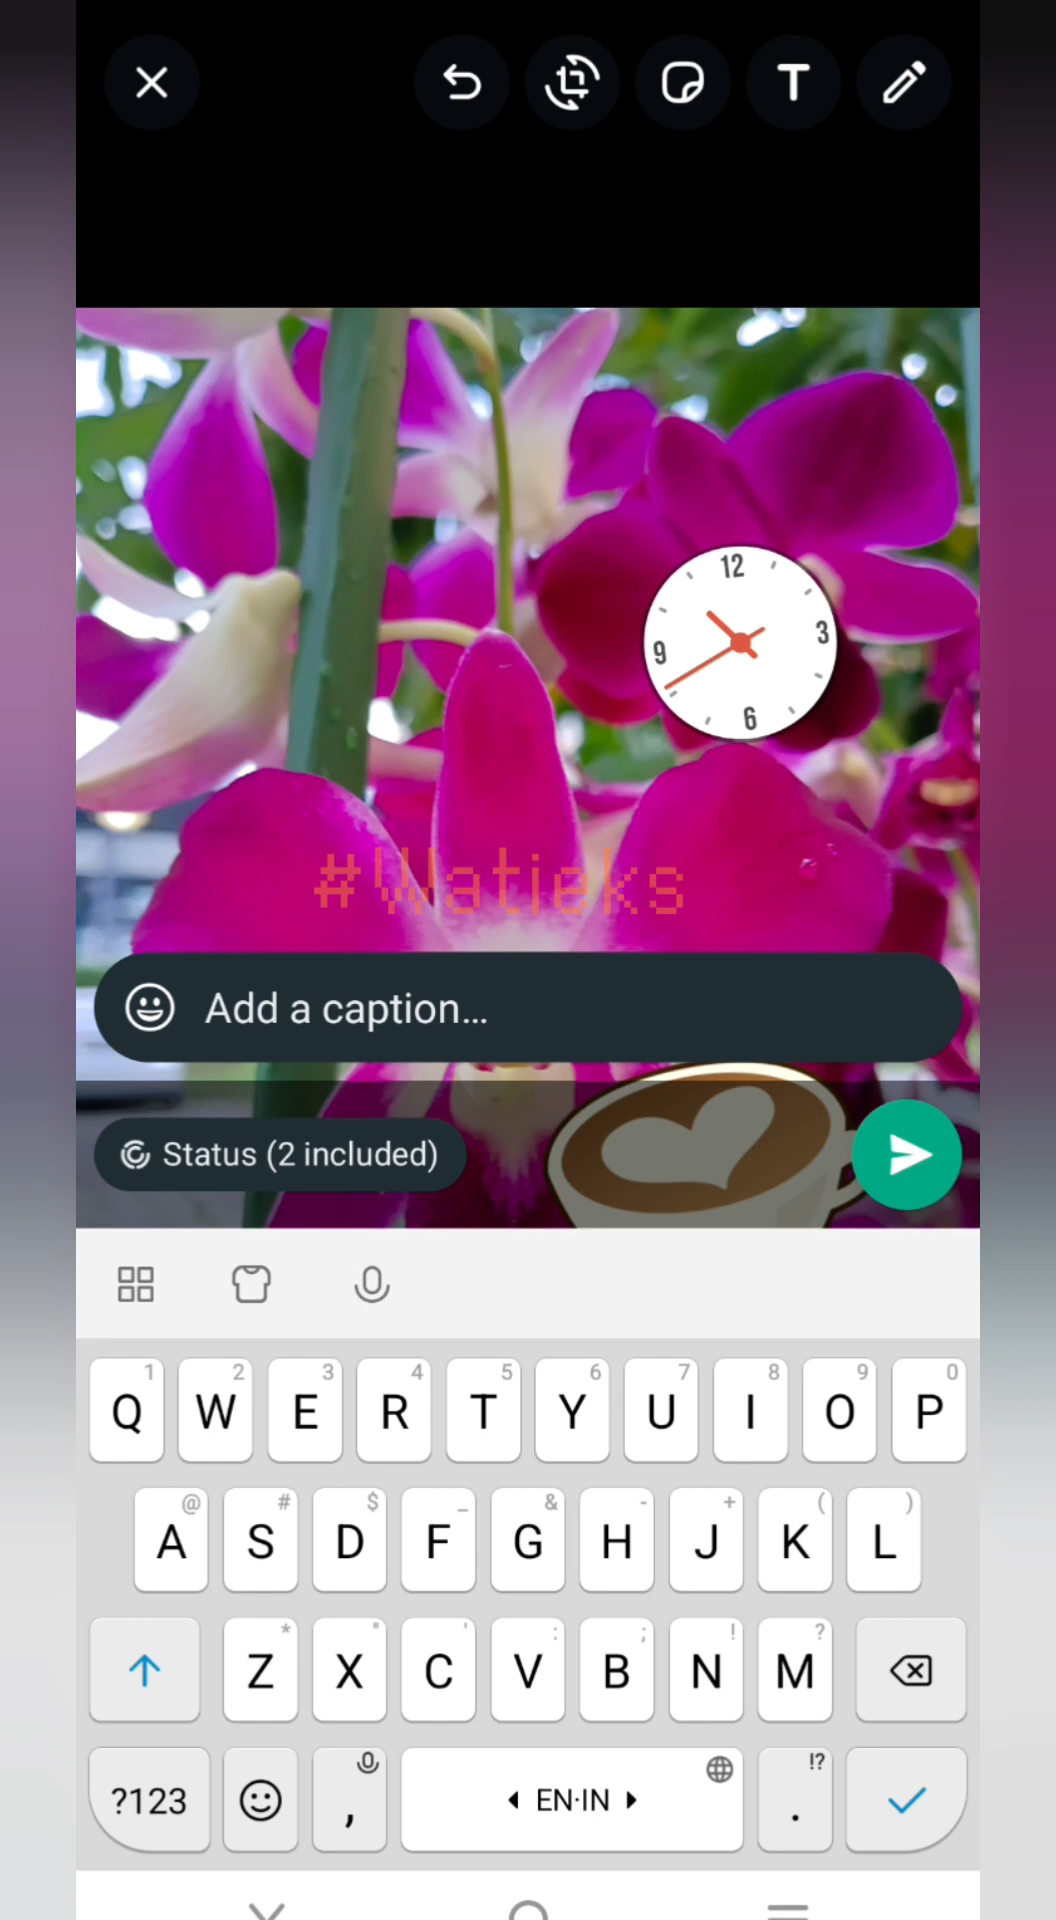 T
12
3
9
6
#Watieks
Add a caption...
Status (2 included)
1 2 3 4 5 6 7 8 9 0
Q W E R T Y U I O P
@ # $ _ & - + ( )
A S D F G H J K L
* " ' : ; ! ?
Z X C V B N M
!?
?123 , EN·IN .